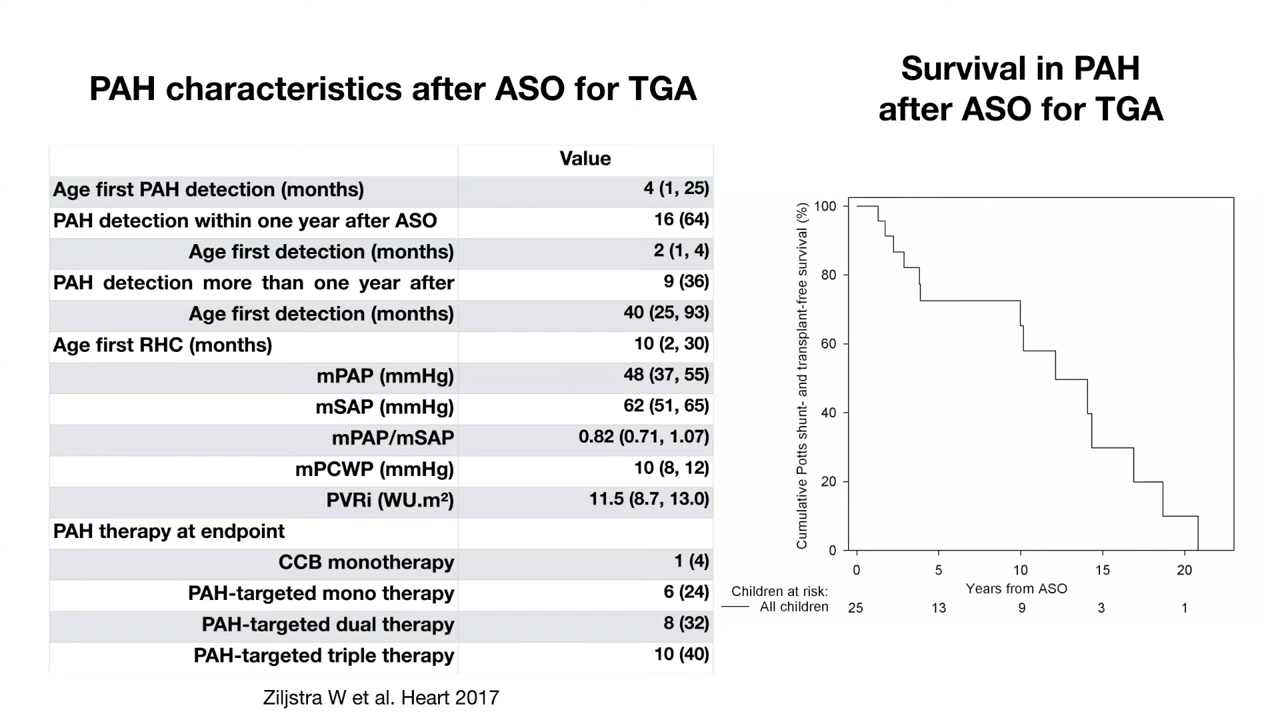 PAH characteristics after ASO for TGA
Value
Age first PAH detection (months) 4 (1, 25)
PAH detection within one year after ASO 16 (64)
Age first detection (months) 2 (1, 4)
PAH detection more than one year after 9 (36)
Age first detection (months) 40 (25, 93)
Age first RHC (months) 10 (2, 30)
mPAP (mmHg) 48 (37, 55)
mSAP (mmHg) 62 (51, 65)
mPAP/mSAP 0.82 (0.71, 1.07)
mPCWP (mmHg) 10 (8, 12)
PVRi (WU.m²) 11.5 (8.7, 13.0)
PAH therapy at endpoint
CCB monotherapy 1 (4)
PAH-targeted mono therapy 6 (24)
PAH-targeted dual therapy 8 (32)
PAH-targeted triple therapy 10 (40)
Ziljstra W et al. Heart 2017
Survival in PAH
after ASO for TGA
Cumulative Potts shunt- and transplant-free survival (%)
100
80
60
40
20
0
0 5 10 15 20
Years from ASO
Children at risk:
All children 25 13 9 3 1